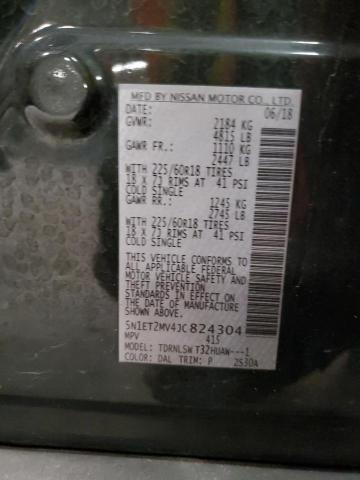 MFD BY NISSAN MOTOR CO., LTD.
DATE: 06/18
GVWR: 2184 KG
4815 LB
GAWR FR.: 1110 KG
2447 LB
WITH 225/60R18 TIRES
18 X 7J RIMS AT 41 PSI
COLD SINGLE
GAWR RR.: 1245 KG
2745 LB
WITH 225/60R18 TIRES
18 X 7J RIMS AT 41 PSI
COLD SINGLE
THIS VEHICLE CONFORMS TO
ALL APPLICABLE FEDERAL
MOTOR VEHICLE SAFETY AND
THEFT PREVENTION
STANDARDS IN EFFECT ON
THE DATE OF MANUFACTURE
SHOWN ABOVE.
5N1ET2MV4JC824304
MPV 415
MODEL: TDRNLSW T32HUAW---1
COLOR: DAL TRIM: P 2530A